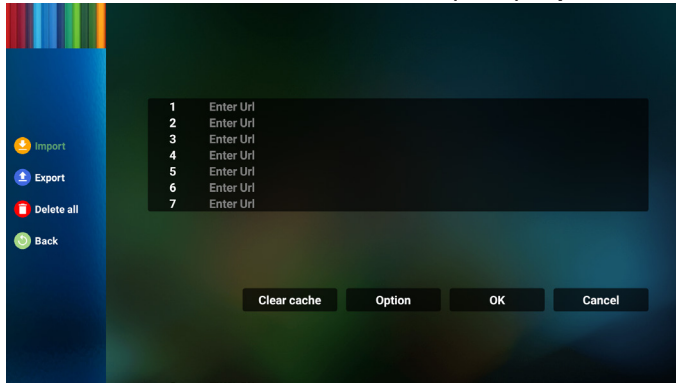 Import
Export
Delete all
Back
1 Enter Url
2 Enter Url
3 Enter Url
4 Enter Url
5 Enter Url
6 Enter Url
7 Enter Url
Clear cache Option OK Cancel